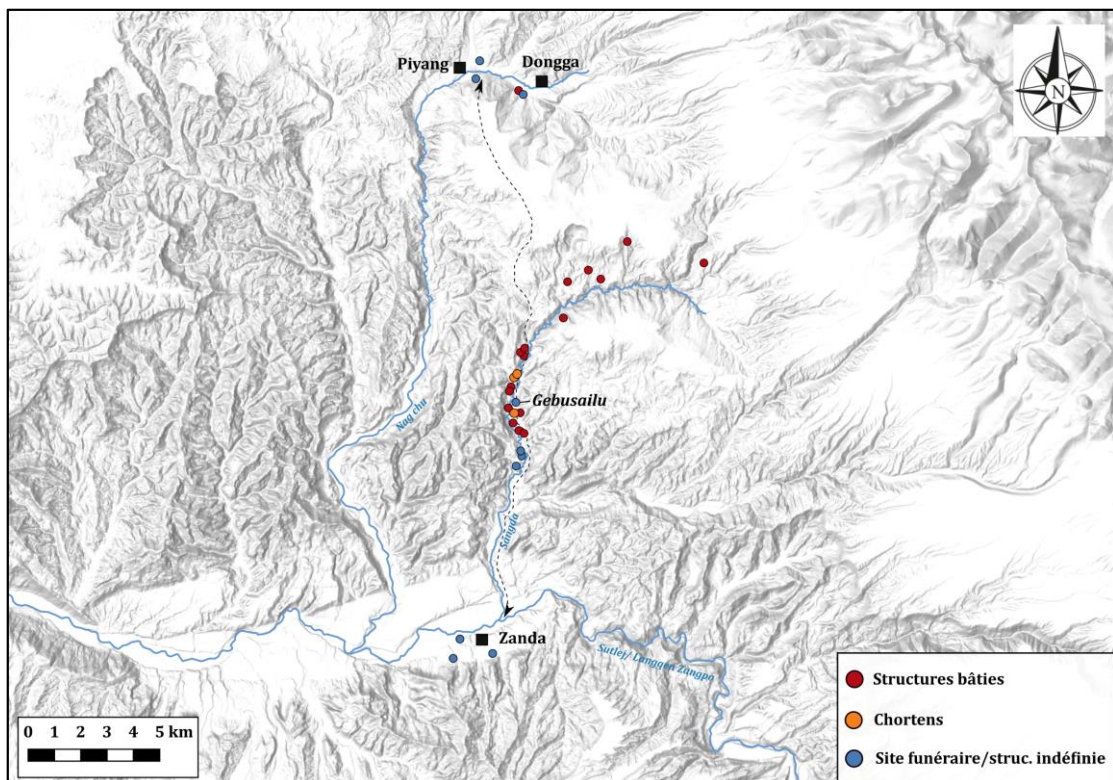 Piyang
Dongga
N
Gebusailu
Nag chu
Sangda
Zanda
Sutlej/ Langqen Zangpo
Structures bâties
Chortens
Site funéraire/struc. indéfinie
0 1 2 3 4 5 km